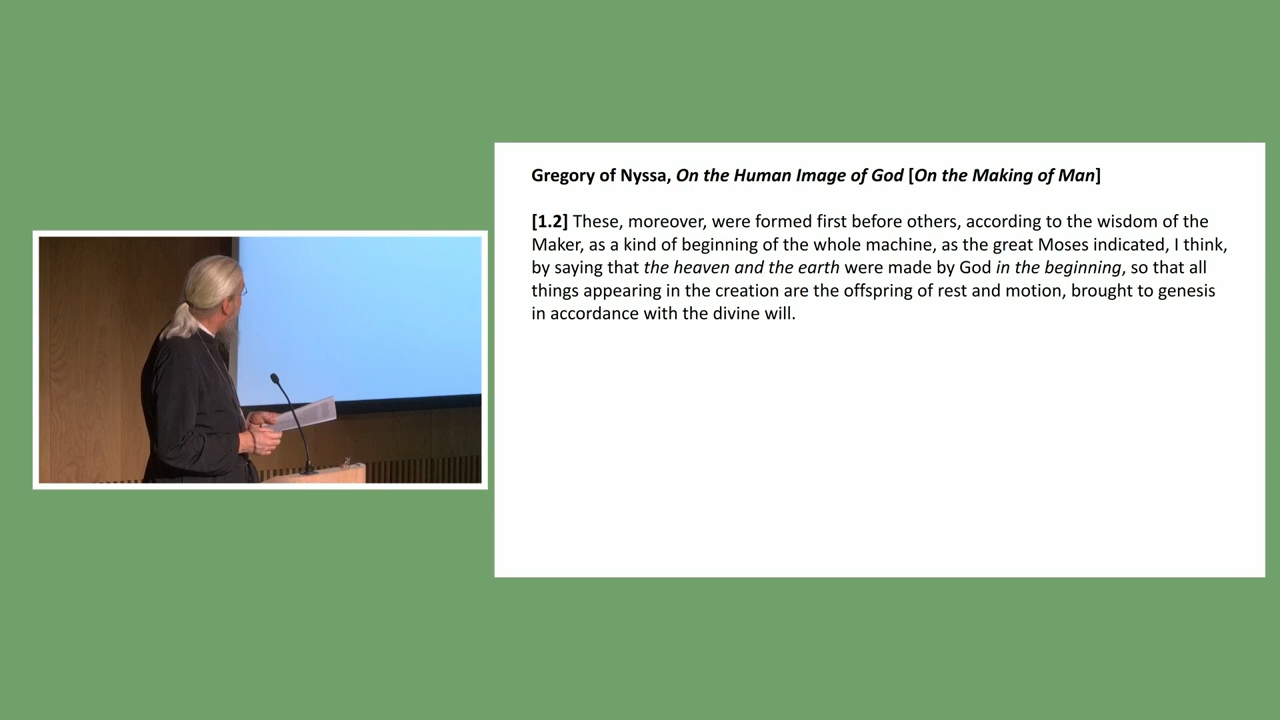 Gregory of Nyssa, On the Human Image of God [On the Making of Man]
[1.2] These, moreover, were formed first before others, according to the wisdom of the
Maker, as a kind of beginning of the whole machine, as the great Moses indicated, I think,
by saying that the heaven and the earth were made by God in the beginning, so that all
things appearing in the creation are the offspring of rest and motion, brought to genesis
in accordance with the divine will.